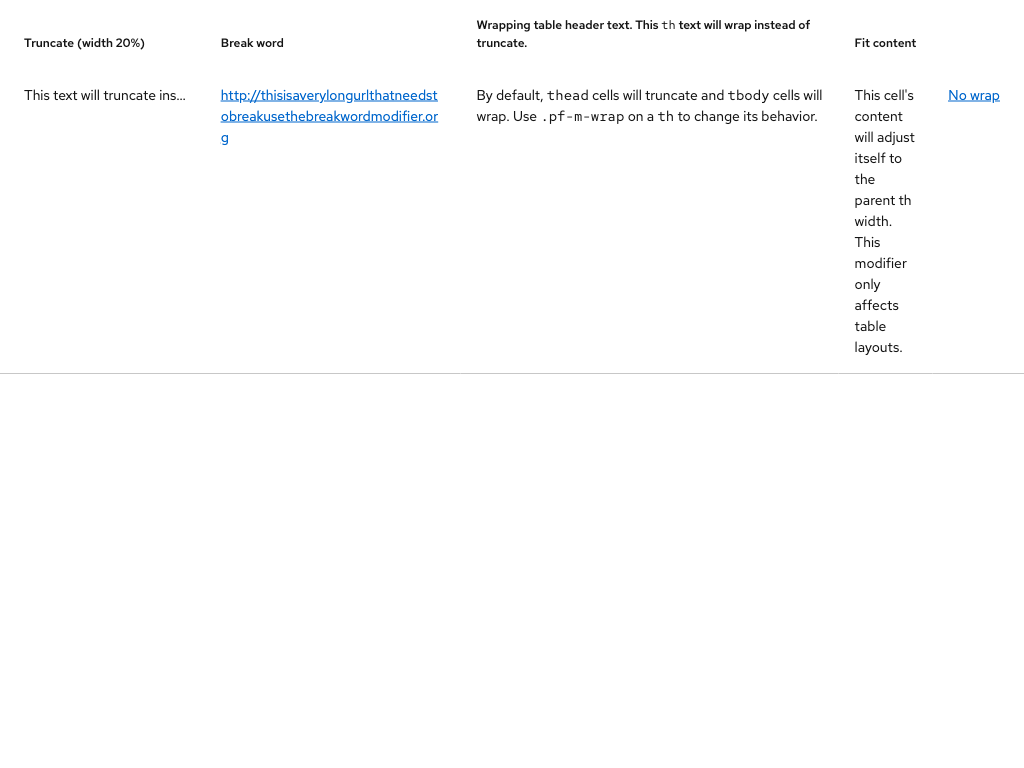 Truncate (width 20%)
Break word
Wrapping table header text. This th text will wrap instead of
truncate.
Fit content
This text will truncate ins...
http://thisisaverylongurlthatneedst
obreakusethebreakwordmodifier.or
g
By default, thead cells will truncate and tbody cells will
wrap. Use .pf-m-wrap on a th to change its behavior.
This cell's
content
will adjust
itself to
the
parent th
width.
This
modifier
only
affects
table
layouts.
No wrap